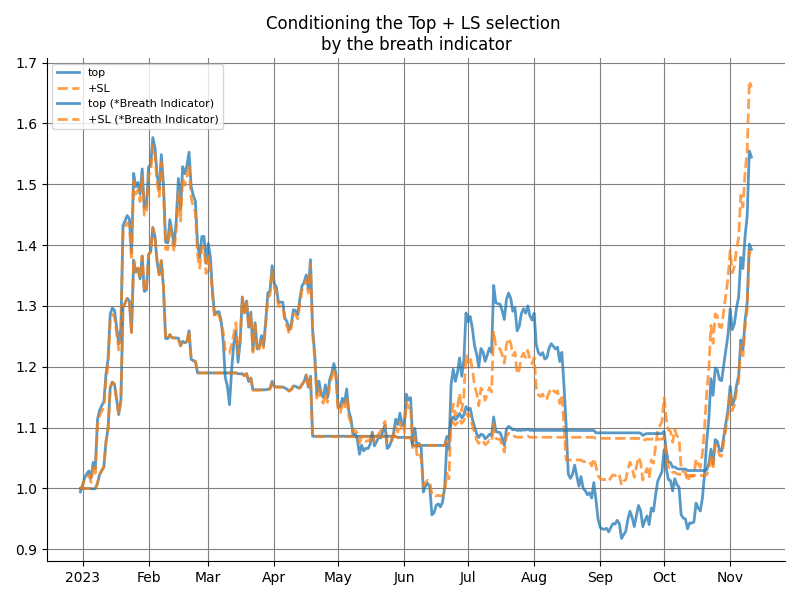 Conditioning the Top + LS selection
by the breath indicator
top
+SL
top (*Breath Indicator)
+SL (*Breath Indicator)
1.7
1.6
1.5
1.4
1.3
1.2
1.1
1.0
0.9
2023 Feb Mar Apr May Jun Jul Aug Sep Oct Nov